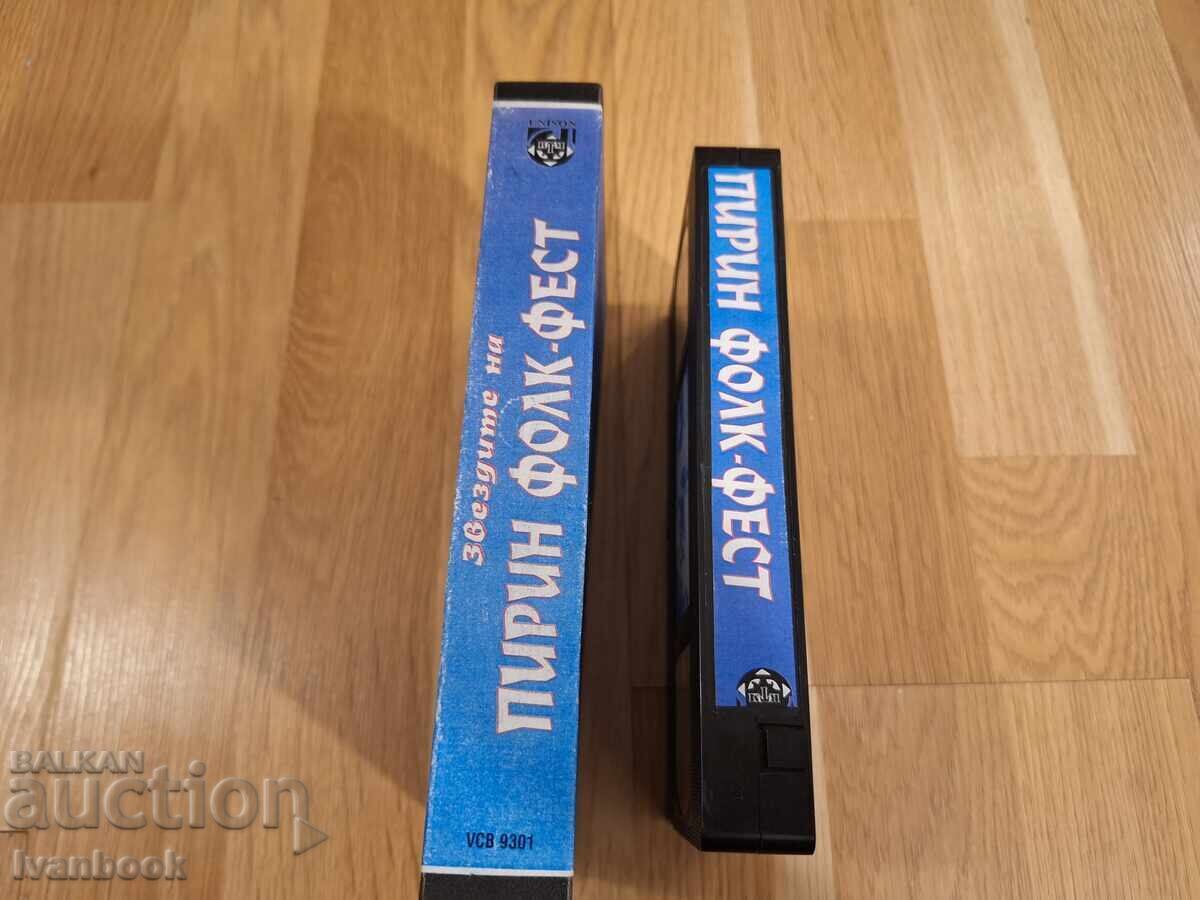 UNISON
звездите на
ПИРИН ФОЛК-ФЕСТ
VCB 9301
ПИРИН ФОЛК-ФЕСТ
BALKAN
auction
Ivanbook